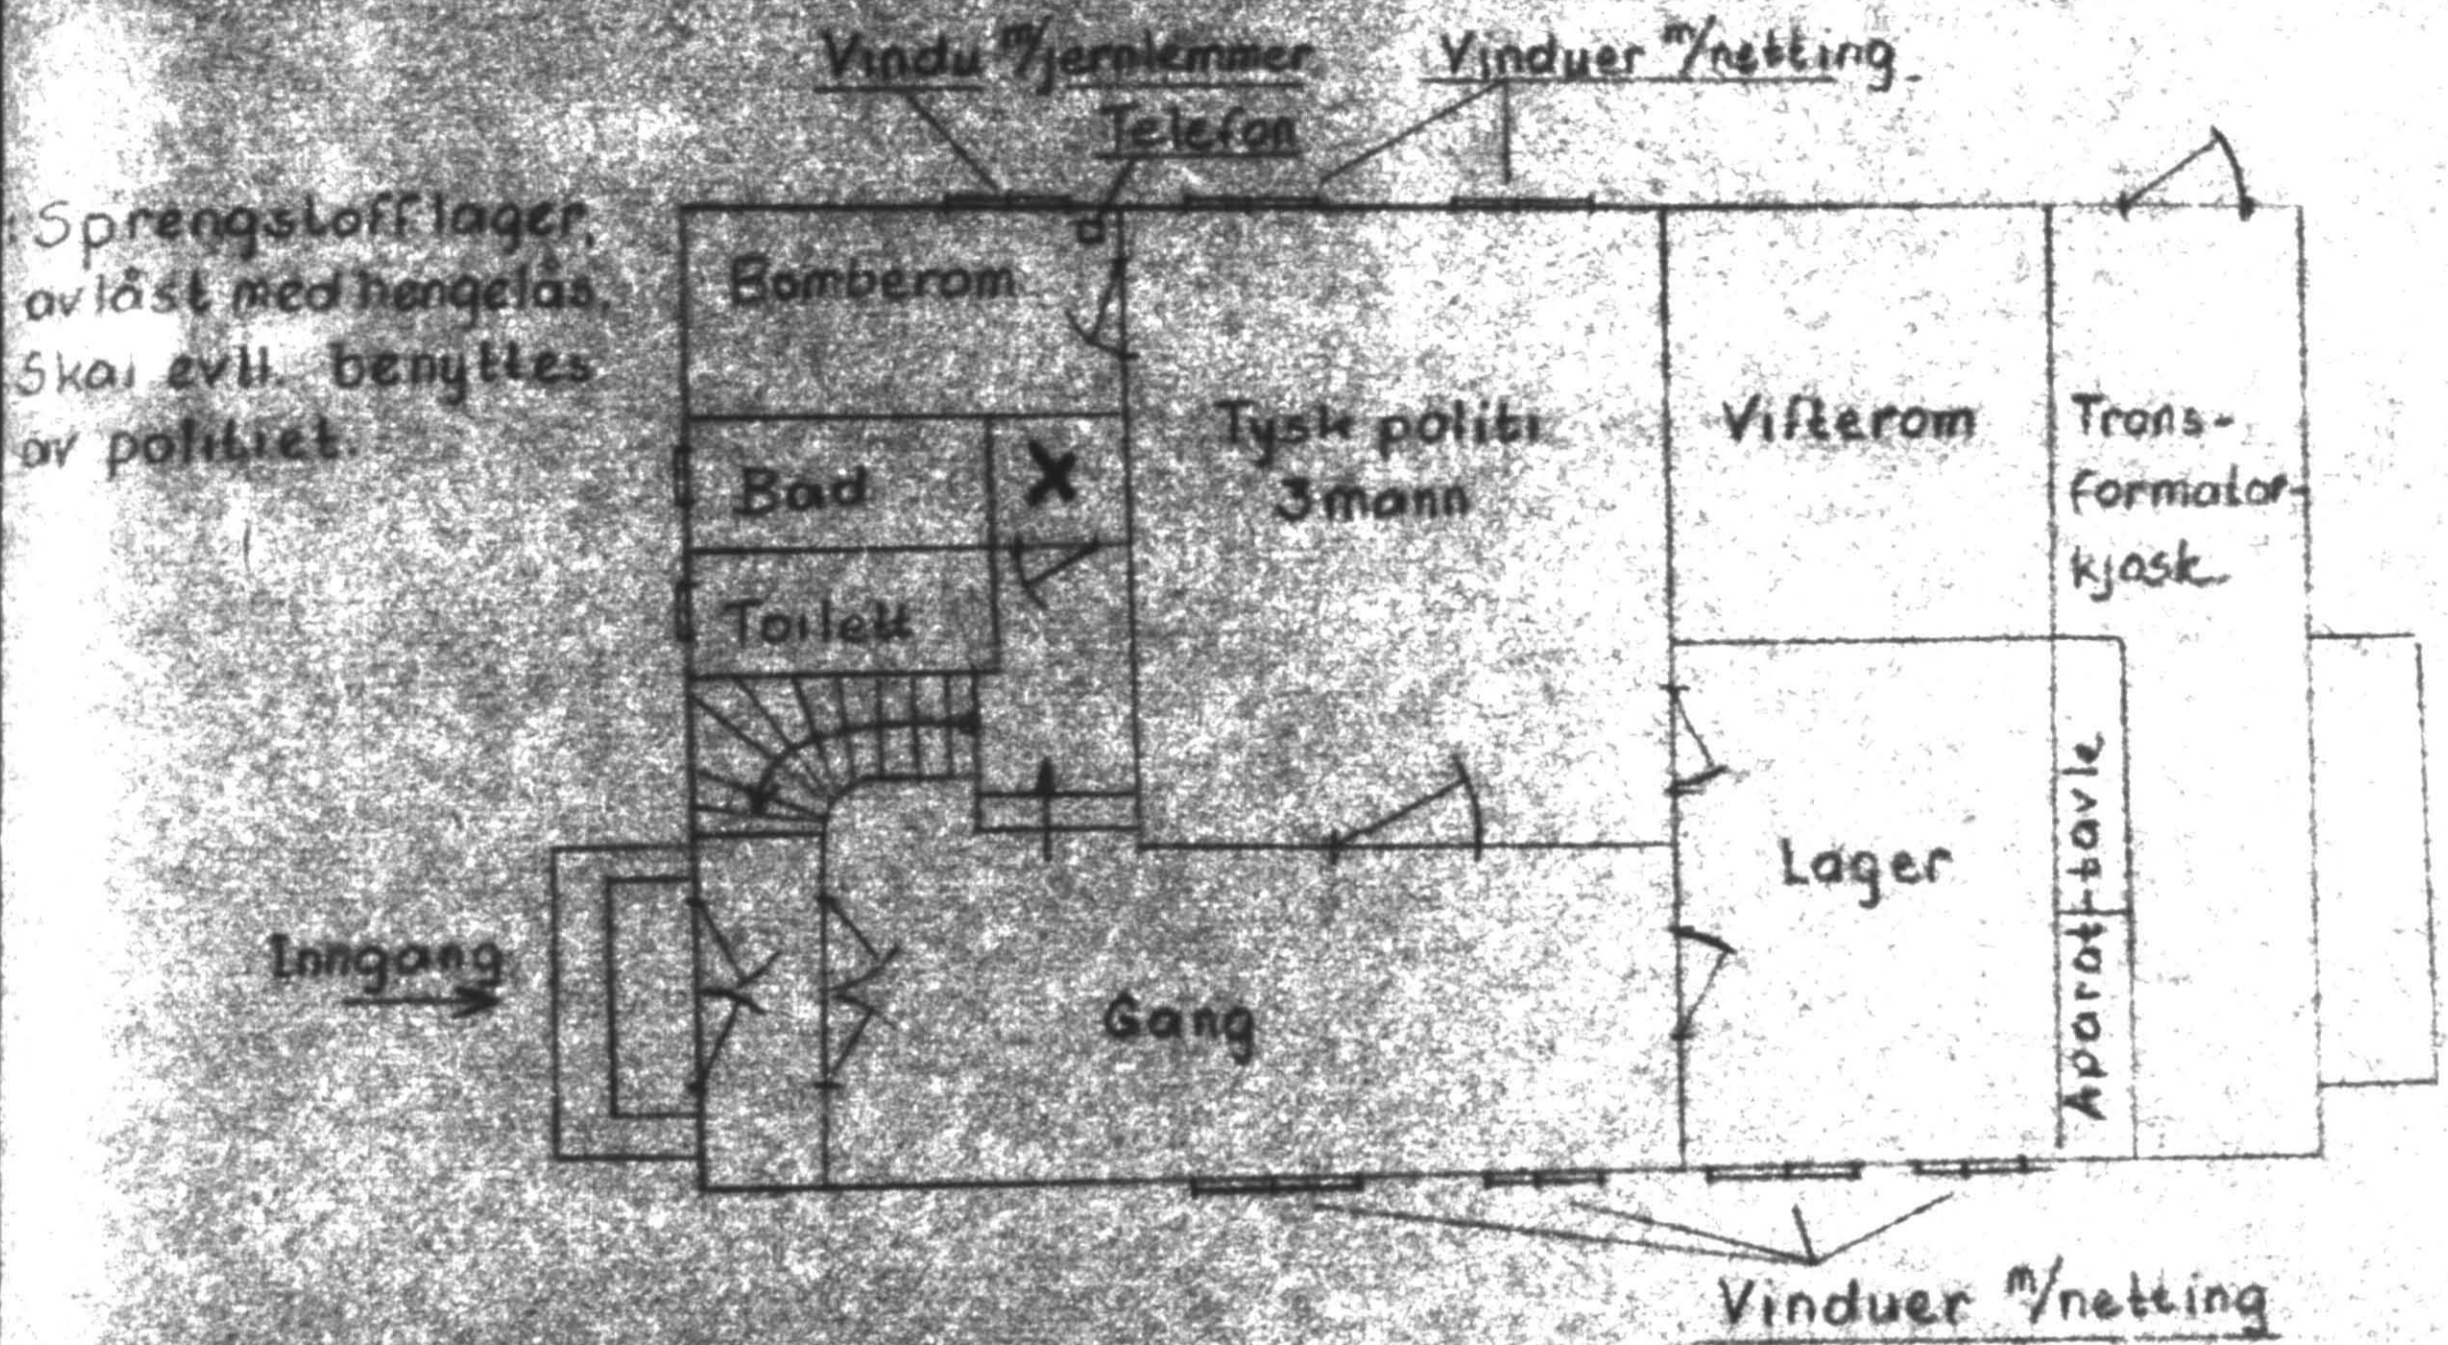 Vindu m/jernlemmer
Vinduer m/netting
Telefon
: Sprengstofflager,
avlåst med hengelås.
Skal evtl. benyttes
av politiet.
Bomberom
Bad
X
Toilett
Tysk politi
3 mann
Vifterom
Trans-
formator-
kjosk
Lager
Aparat-tavle
Inngang
Gang
Vinduer m/netting